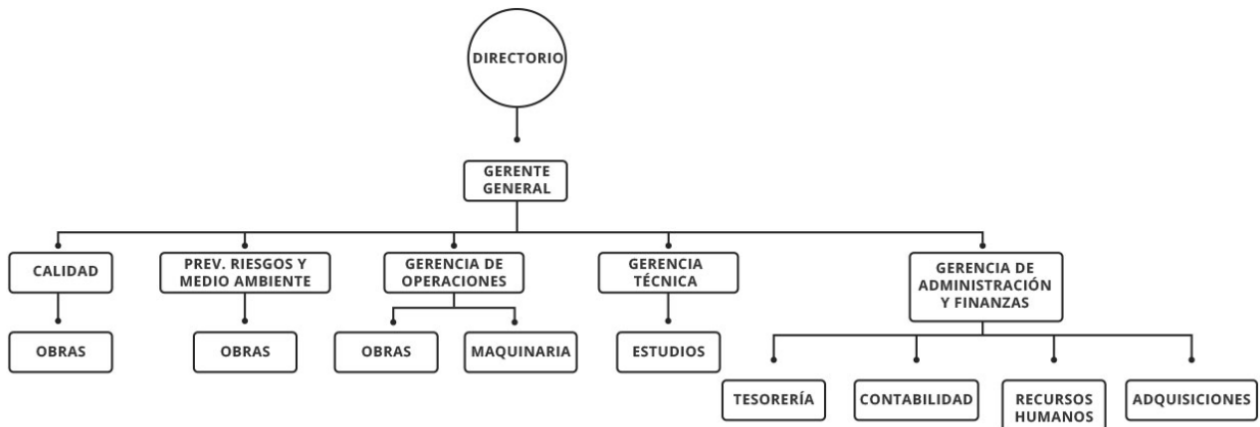 DIRECTORIO
GERENTE
GENERAL
CALIDAD
PREV. RIESGOS Y
MEDIO AMBIENTE
GERENCIA DE
OPERACIONES
GERENCIA
TÉCNICA
GERENCIA DE
ADMINISTRACIÓN
Y FINANZAS
OBRAS
OBRAS
OBRAS
MAQUINARIA
ESTUDIOS
TESORERÍA
CONTABILIDAD
RECURSOS
HUMANOS
ADQUISICIONES